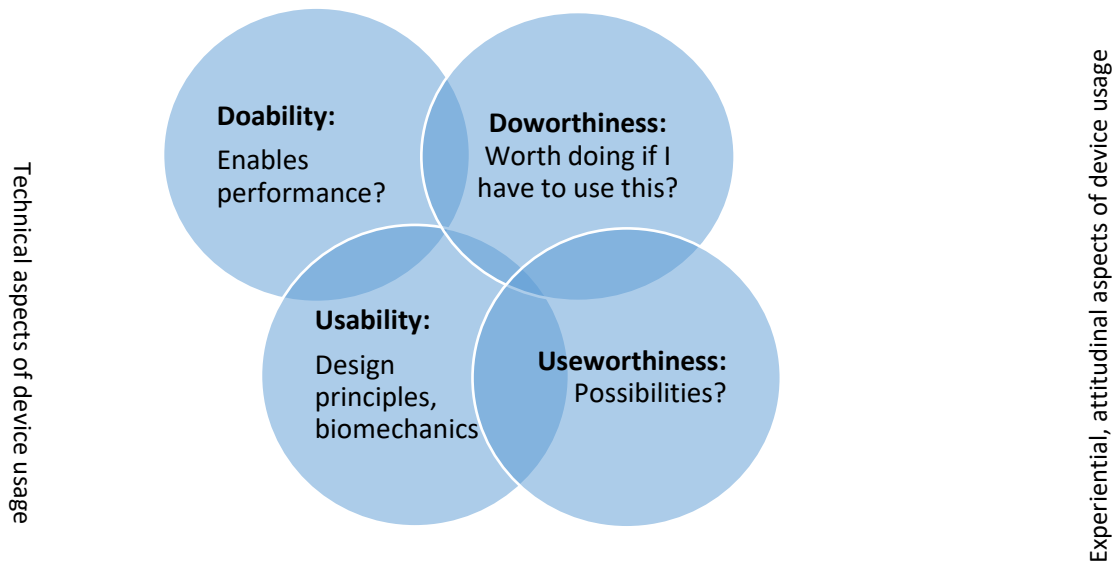 Technical aspects of device usage
Doability:
Enables
performance?
Doworthiness:
Worth doing if I
have to use this?
Usability:
Design
principles,
biomechanics
Useworthiness:
Possibilities?
Experiential, attitudinal aspects of device usage